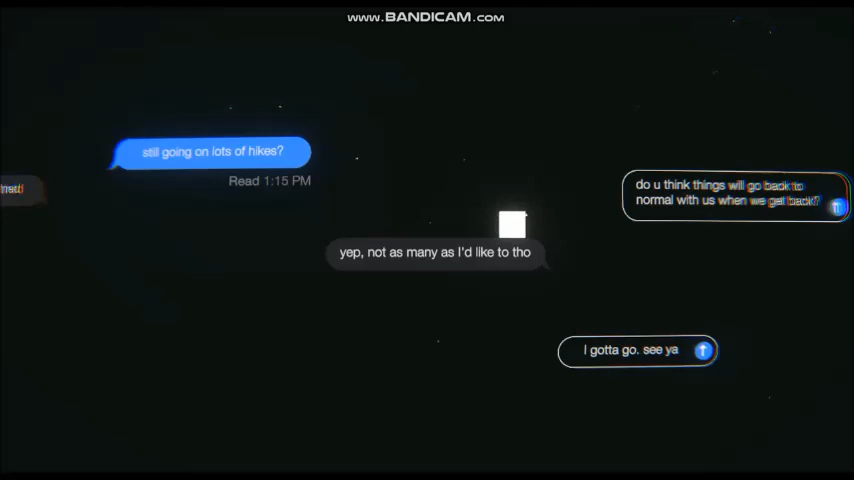 www.BANDICAM.com
still going on lots of hikes?
Read 1:15 PM
do u think things will go back to
normal with us when we get back?
yep, not as many as I'd like to tho
I gotta go. see ya